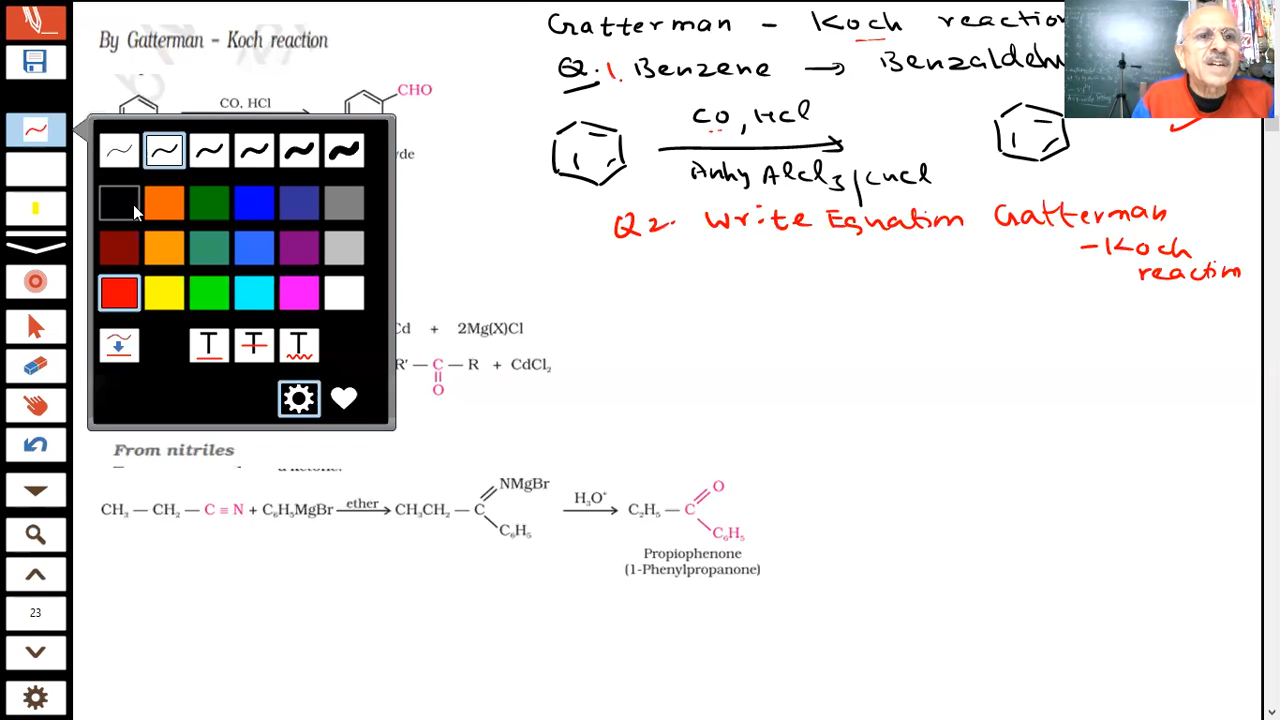 By Gatterman – Koch reaction
Gatterman - Koch reaction
Q.1. Benzene → Benzaldeh
CHO
CO, HCl
CO, HCl
Anhy AlCl3/CuCl
Q2. Write Equation Gatterman
-Koch
reaction
Cd + 2Mg(X)Cl
R' — C — R + CdCl₂
O
From nitriles
a ketone.
NMgBr
O
CH₃ — CH₂ — C ≡ N + C₆H₅MgBr ether → CH₃CH₂ — C H₃O⁺ → C₂H₅ — C
C₆H₅
C₆H₅
Propiophenone
(1-Phenylpropanone)
T T T
23